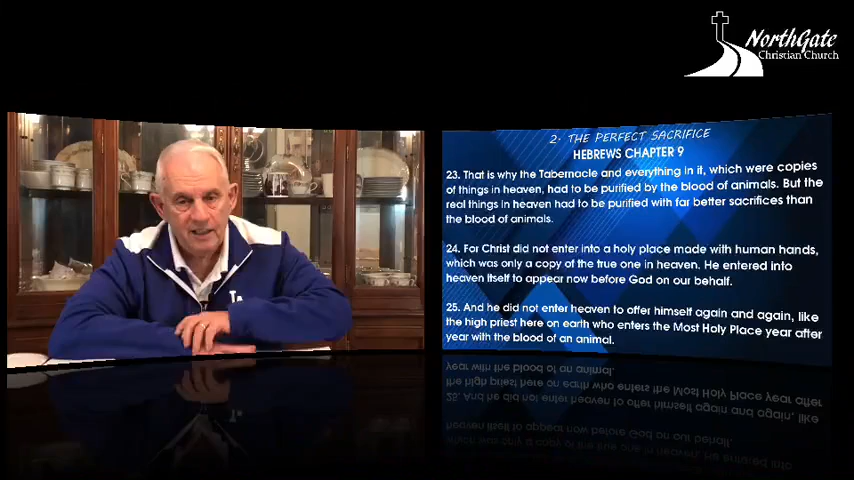 NorthGate
Christian Church
2. THE PERFECT SACRIFICE
HEBREWS CHAPTER 9
23. That is why the Tabernacle and everything in it, which were copies
of things in heaven, had to be purified by the blood of animals. But the
real things in heaven had to be purified with far better sacrifices than
the blood of animals.
24. For Christ did not enter into a holy place made with human hands,
which was only a copy of the true one in heaven. He entered into
heaven itself to appear now before God on our behalf.
25. And he did not enter heaven to offer himself again and again, like
the high priest here on earth who enters the Most Holy Place year after
year with the blood of an animal.
LA